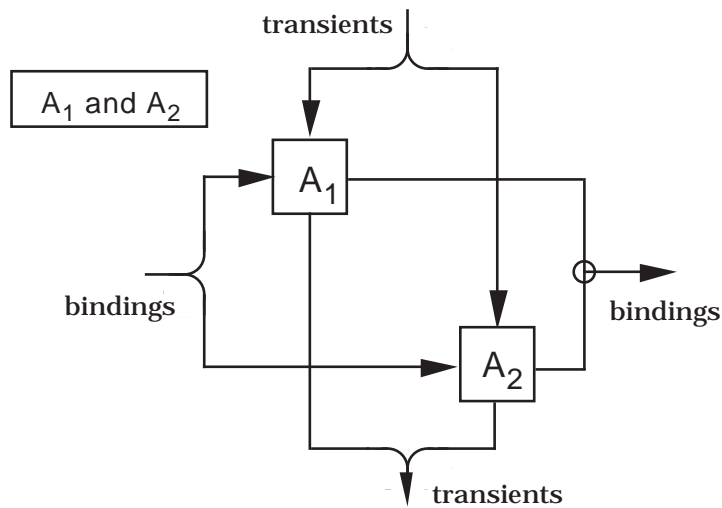 transients
A₁ and A₂
A₁
bindings
bindings
A₂
transients